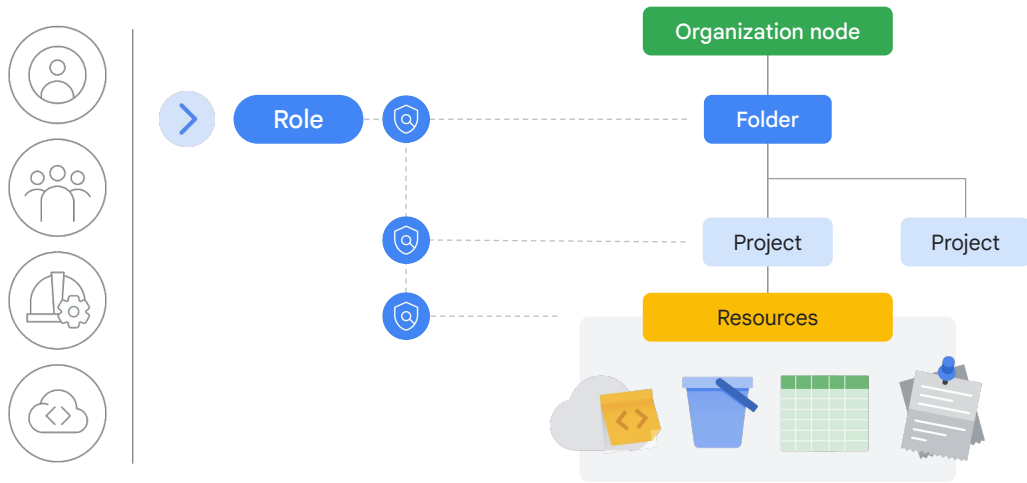 Organization node
Role
Folder
Project
Project
Resources